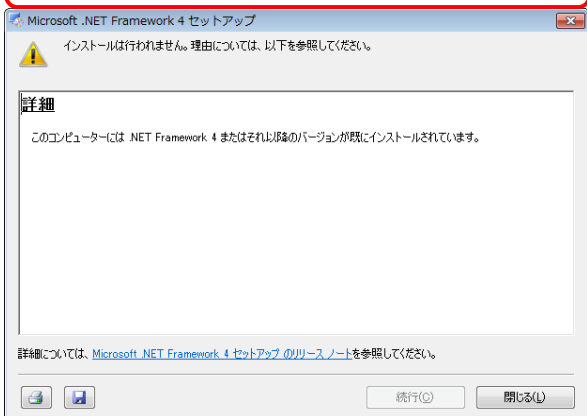 Microsoft .NET Framework 4 セットアップ
インストールは行われません。理由については、以下を参照してください。
詳細
このコンピューターには .NET Framework 4 またはそれ以降のバージョンが既にインストールされています。
詳細については、Microsoft .NET Framework 4 セットアップ のリリース ノートを参照してください。
続行(C)
閉じる(L)